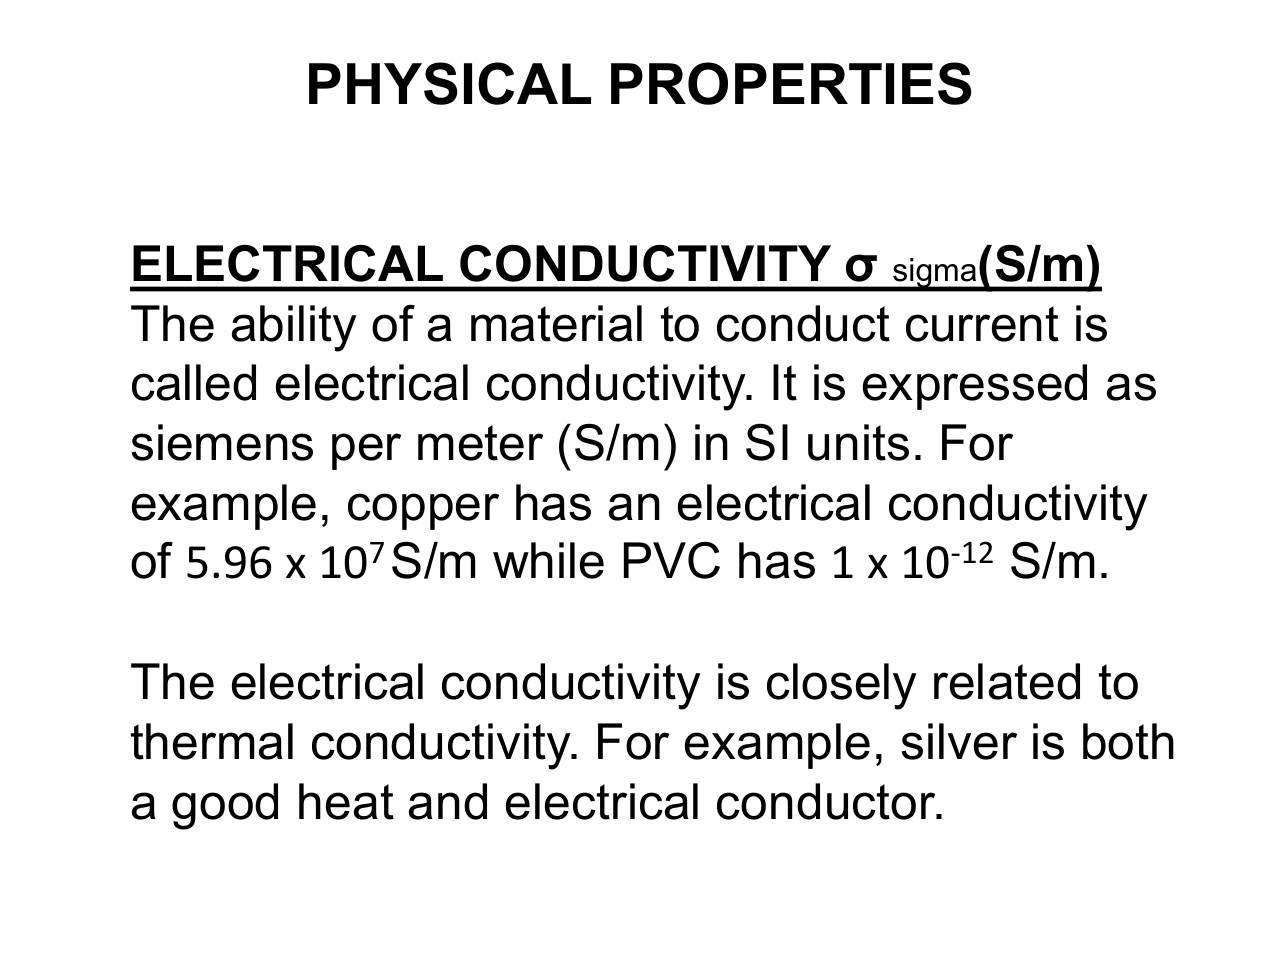 PHYSICAL PROPERTIES
ELECTRICAL CONDUCTIVITY σ sigma(S/m)
The ability of a material to conduct current is
called electrical conductivity. It is expressed as
siemens per meter (S/m) in SI units. For
example, copper has an electrical conductivity
of 5.96 x 10⁷ S/m while PVC has 1 x 10⁻¹² S/m.
The electrical conductivity is closely related to
thermal conductivity. For example, silver is both
a good heat and electrical conductor.